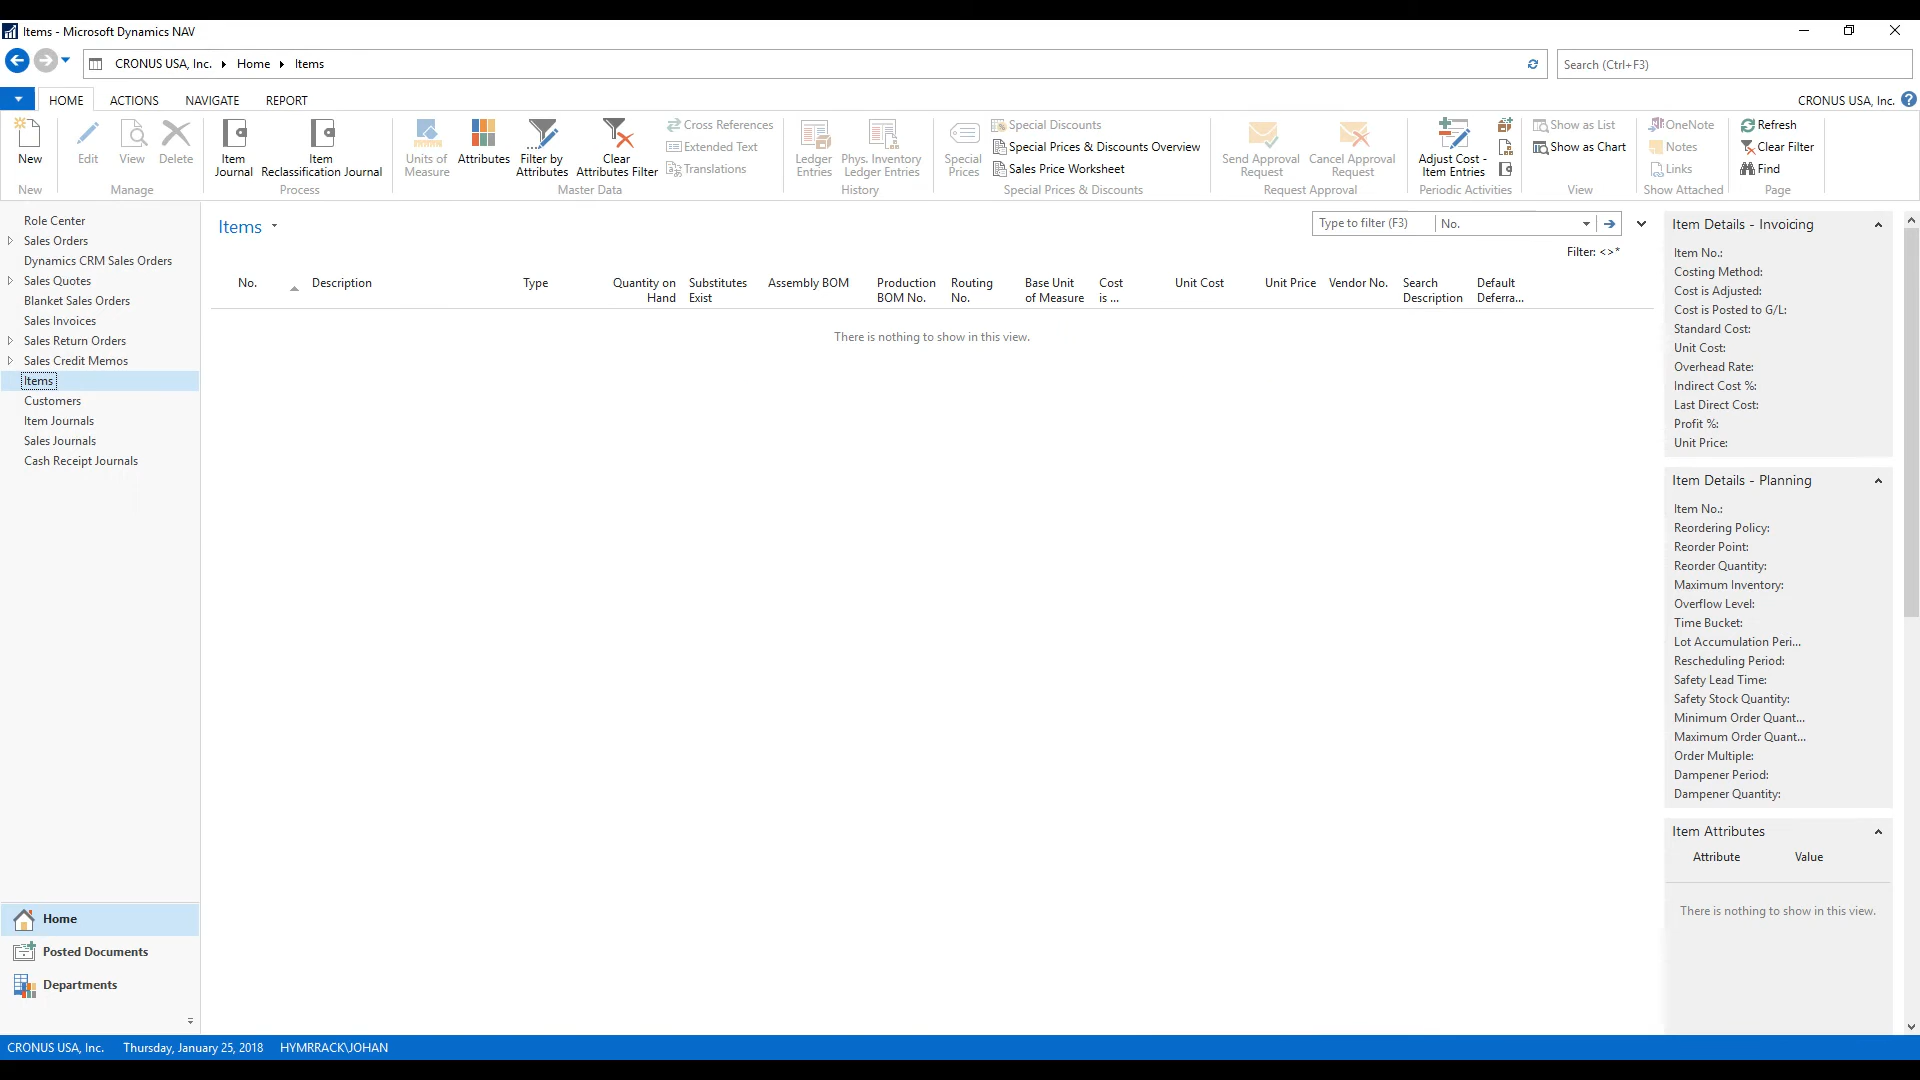 Items - Microsoft Dynamics NAV
CRONUS USA, Inc. Home Items
Search (Ctrl+F3)
HOME ACTIONS NAVIGATE REPORT
CRONUS USA, Inc.
New
Edit
View
Delete
Item Journal
Item Reclassification Journal
Units of Measure
Attributes
Filter by Attributes
Clear Attributes Filter
Cross References
Extended Text
Translations
Ledger Entries
Phys. Inventory Ledger Entries
Special Prices
Special Discounts
Special Prices & Discounts Overview
Sales Price Worksheet
Send Approval Request
Cancel Approval Request
Adjust Cost - Item Entries
Show as List
Show as Chart
OneNote
Notes
Links
Refresh
Clear Filter
Find
New Manage Process Master Data History Special Prices & Discounts Request Approval Periodic Activities View Show Attached Page
Role Center
Sales Orders
Dynamics CRM Sales Orders
Sales Quotes
Blanket Sales Orders
Sales Invoices
Sales Return Orders
Sales Credit Memos
Items
Customers
Item Journals
Sales Journals
Cash Receipt Journals
Home
Posted Documents
Departments
Items
Type to filter (F3) No.
Filter: <>*
No.
Description
Type
Quantity on Hand
Substitutes Exist
Assembly BOM
Production BOM No.
Routing No.
Base Unit of Measure
Cost is ...
Unit Cost
Unit Price
Vendor No.
Search Description
Default Deferra...
There is nothing to show in this view.
Item Details - Invoicing
Item No.:
Costing Method:
Cost is Adjusted:
Cost is Posted to G/L:
Standard Cost:
Unit Cost:
Overhead Rate:
Indirect Cost %:
Last Direct Cost:
Profit %:
Unit Price:
Item Details - Planning
Item No.:
Reordering Policy:
Reorder Point:
Reorder Quantity:
Maximum Inventory:
Overflow Level:
Time Bucket:
Lot Accumulation Peri...
Rescheduling Period:
Safety Lead Time:
Safety Stock Quantity:
Minimum Order Quant...
Maximum Order Quant...
Order Multiple:
Dampener Period:
Dampener Quantity:
Item Attributes
Attribute Value
There is nothing to show in this view.
CRONUS USA, Inc. Thursday, January 25, 2018 HYMRRACK\JOHAN